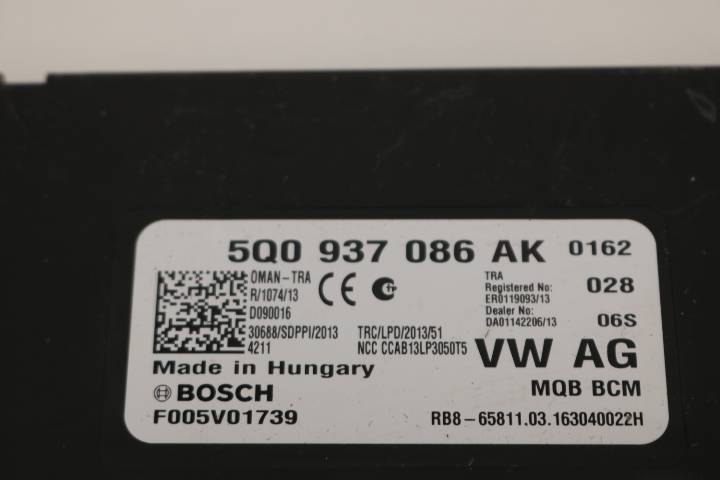 5Q0 937 086 AK 0162
OMAN-TRA
R/1074/13
D090016
CE
TRA
Registered No:
ER0119093/13
Dealer No:
DA01142206/13
028
06S
30688/SDPPI/2013 TRC/LPD/2013/51
4211 NCC CCAB13LP3050T5
VW AG
Made in Hungary
MQB BCM
BOSCH
F005V01739
RB8-65811.03.163040022H